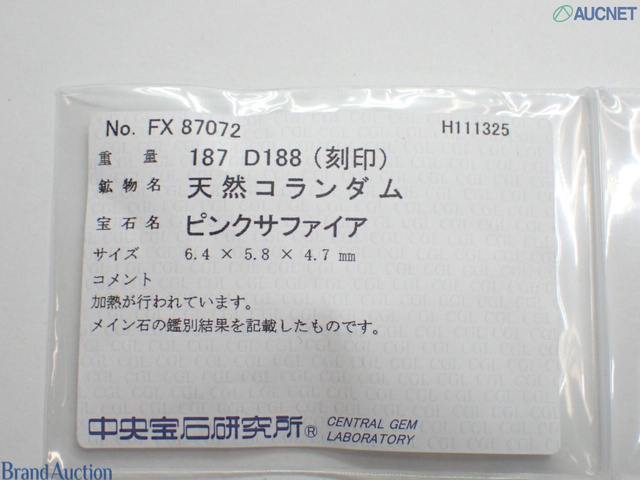 AUCNET
No. FX 87072 H111325
重量 187 D188 (刻印)
鉱物名 天然コランダム
宝石名 ピンクサファイア
サイズ 6.4 × 5.8 × 4.7 mm
コメント
加熱が行われています。
メイン石の鑑別結果を記載したものです。
中央宝石研究所® CENTRAL GEM
LABORATORY
Brand Auction